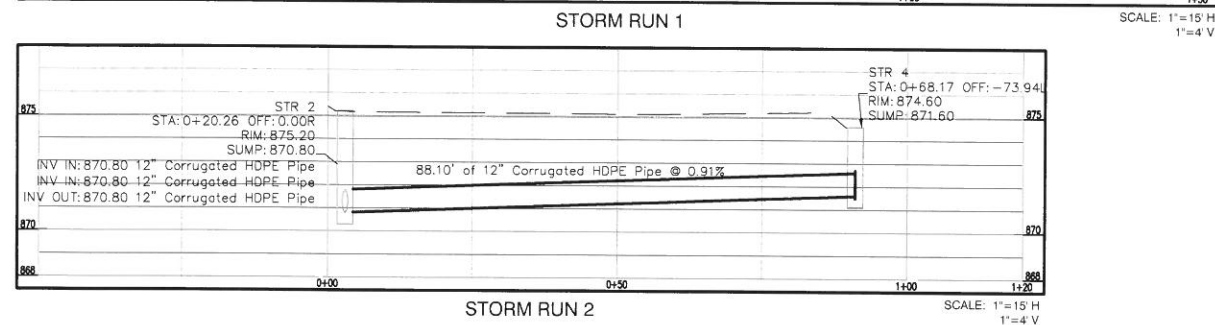 STORM RUN 1
SCALE: 1"=15' H
1"=4' V
STR 2
STA: 0+20.26 OFF: 0.00R
RIM: 875.20
SUMP: 870.80
INV IN: 870.80 12" Corrugated HDPE Pipe
INV IN: 870.80 12" Corrugated HDPE Pipe
INV OUT: 870.80 12" Corrugated HDPE Pipe
88.10' of 12" Corrugated HDPE Pipe @ 0.91%
STR 4
STA: 0+68.17 OFF: -73.94L
RIM: 874.60
SUMP: 871.60
875
875
870
870
868
868
0+00
0+50
1+00
1+20
STORM RUN 2
SCALE: 1"=15' H
1"=4' V